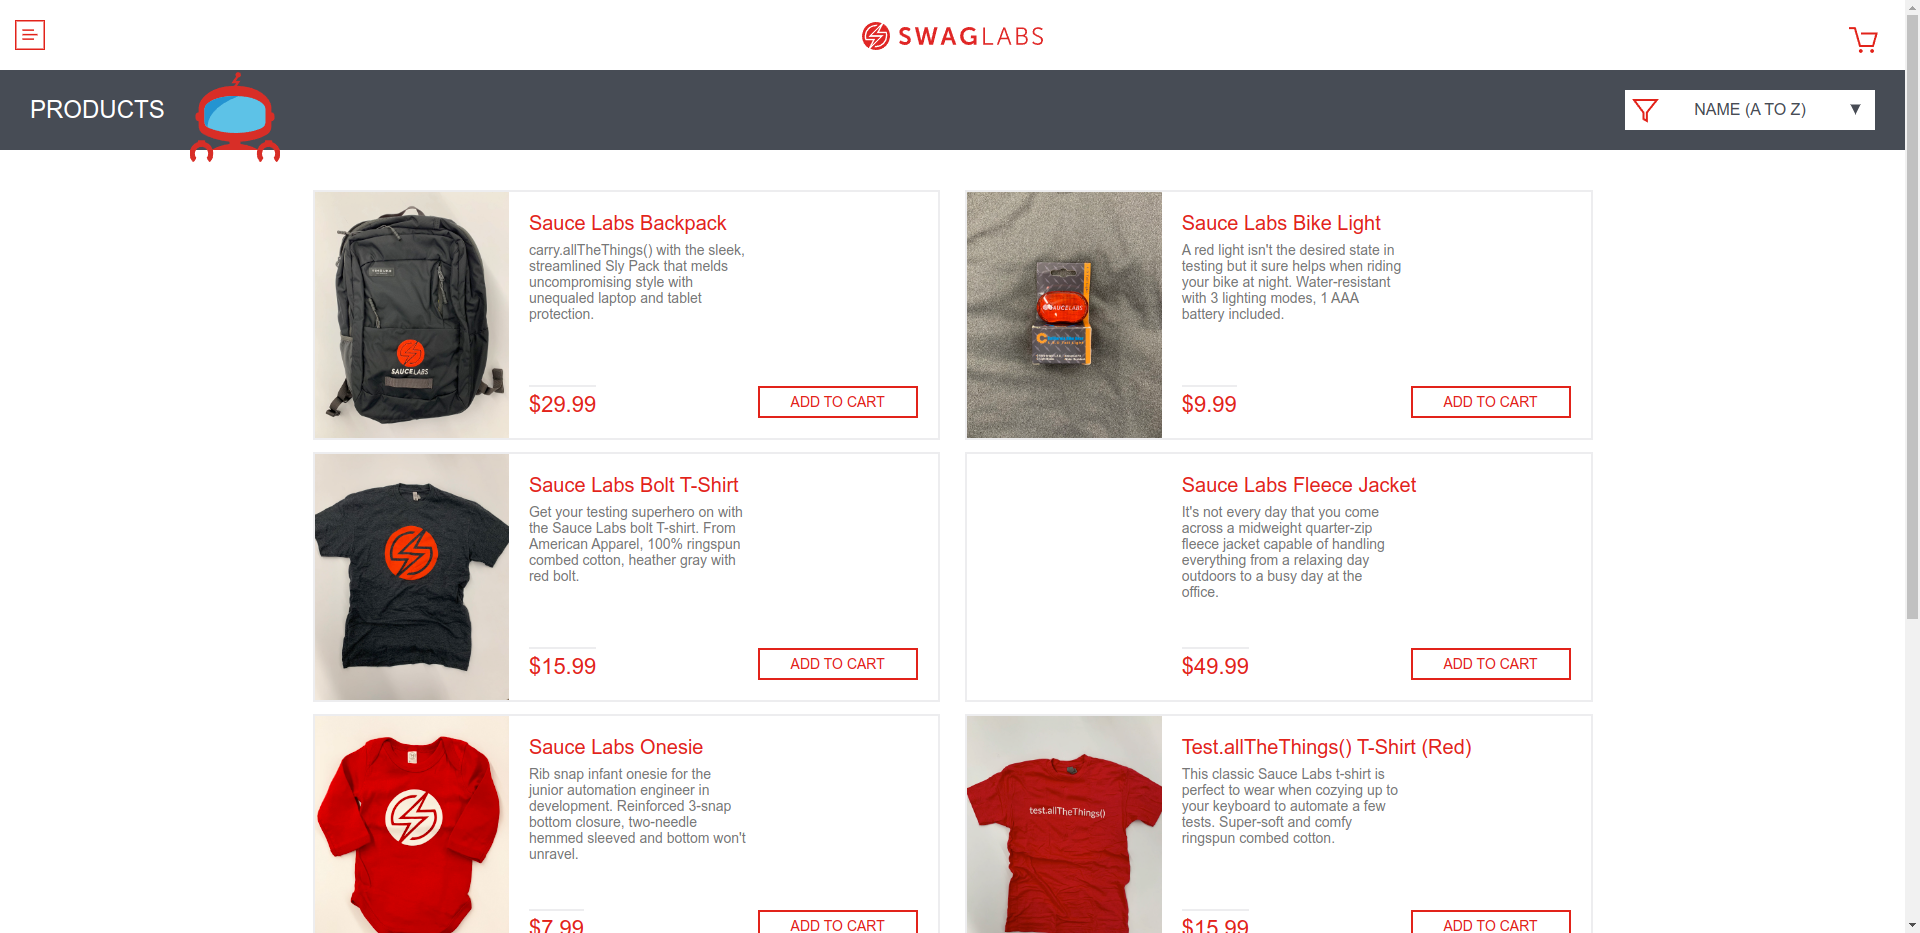 SWAGLABS
PRODUCTS
NAME (A TO Z)
Sauce Labs Backpack
carry.allTheThings() with the sleek,
streamlined Sly Pack that melds
uncompromising style with
unequaled laptop and tablet
protection.
$29.99
ADD TO CART
SAUCELABS
Sauce Labs Bike Light
A red light isn't the desired state in
testing but it sure helps when riding
your bike at night. Water-resistant
with 3 lighting modes, 1 AAA
battery included.
$9.99
ADD TO CART
SAUCELABS
Sauce Labs Bolt T-Shirt
Get your testing superhero on with
the Sauce Labs bolt T-shirt. From
American Apparel, 100% ringspun
combed cotton, heather gray with
red bolt.
$15.99
ADD TO CART
Sauce Labs Fleece Jacket
It's not every day that you come
across a midweight quarter-zip
fleece jacket capable of handling
everything from a relaxing day
outdoors to a busy day at the
office.
$49.99
ADD TO CART
Sauce Labs Onesie
Rib snap infant onesie for the
junior automation engineer in
development. Reinforced 3-snap
bottom closure, two-needle
hemmed sleeved and bottom won't
unravel.
$7.99
ADD TO CART
Test.allTheThings() T-Shirt (Red)
This classic Sauce Labs t-shirt is
perfect to wear when cozying up to
your keyboard to automate a few
tests. Super-soft and comfy
ringspun combed cotton.
$15.99
ADD TO CART
test.allTheThings()